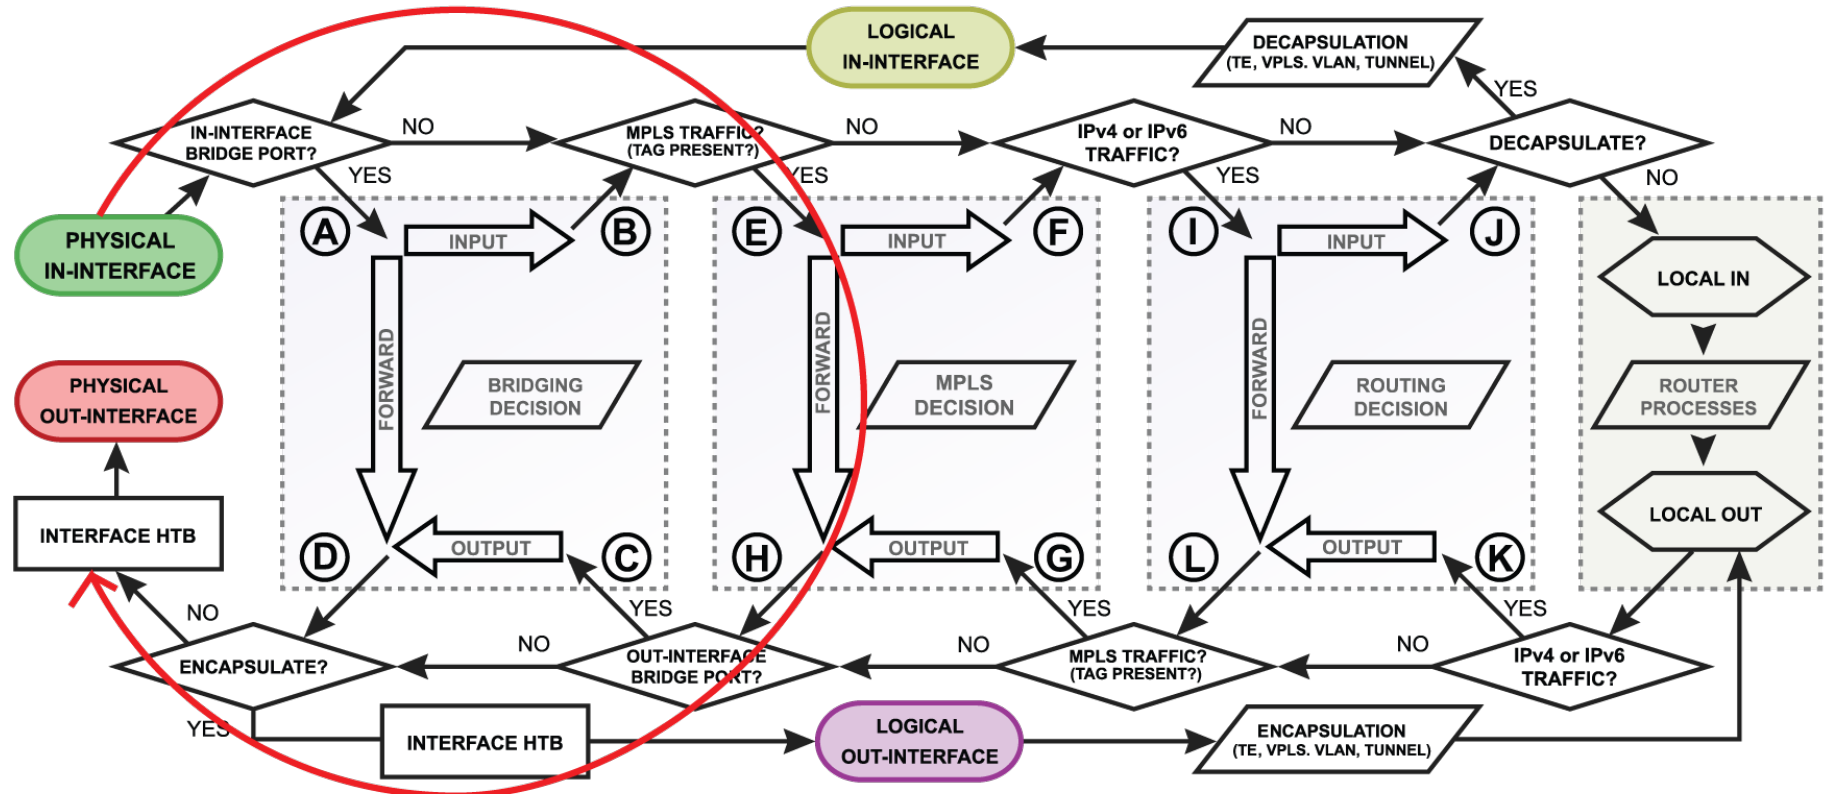 LOGICAL
IN-INTERFACE
DECAPSULATION
(TE, VPLS. VLAN, TUNNEL)
YES
IN-INTERFACE
BRIDGE PORT?
NO
MPLS TRAFFIC?
(TAG PRESENT?)
NO
IPv4 or IPv6
TRAFFIC?
NO
DECAPSULATE?
YES
YES
YES
NO
PHYSICAL
IN-INTERFACE
A
INPUT
B
E
INPUT
F
I
INPUT
J
LOCAL IN
FORWARD
FORWARD
FORWARD
PHYSICAL
OUT-INTERFACE
BRIDGING
DECISION
MPLS
DECISION
ROUTING
DECISION
ROUTER
PROCESSES
INTERFACE HTB
D
OUTPUT
C
H
OUTPUT
G
L
OUTPUT
K
LOCAL OUT
NO
YES
YES
YES
ENCAPSULATE?
NO
OUT-INTERFACE
BRIDGE PORT?
NO
MPLS TRAFFIC?
(TAG PRESENT?)
NO
IPv4 or IPv6
TRAFFIC?
YES
INTERFACE HTB
LOGICAL
OUT-INTERFACE
ENCAPSULATION
(TE, VPLS. VLAN, TUNNEL)